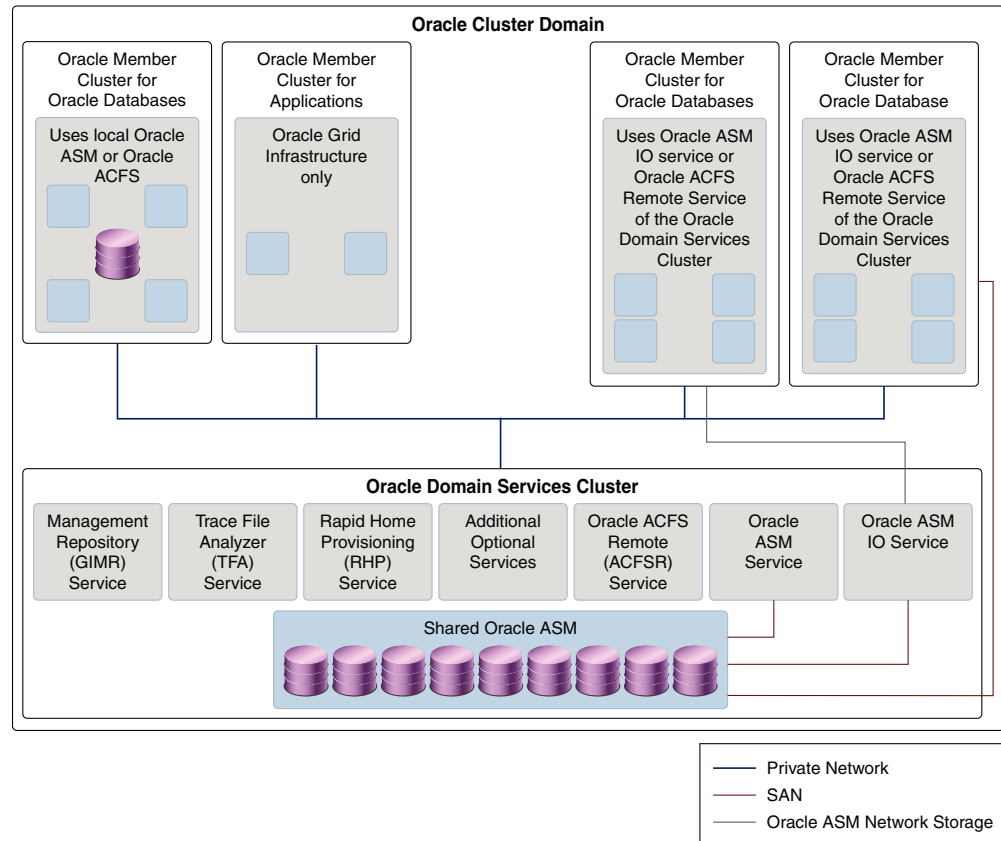 Oracle Cluster Domain
Oracle Member
Cluster for
Oracle Databases
Uses local Oracle
ASM or Oracle
ACFS
Oracle Member
Cluster for
Applications
Oracle Grid
Infrastructure
only
Oracle Member
Cluster for
Oracle Databases
Uses Oracle ASM
IO service or
Oracle ACFS
Remote Service
of the Oracle
Domain Services
Cluster
Oracle Member
Cluster for
Oracle Database
Uses Oracle ASM
IO service or
Oracle ACFS
Remote Service
of the Oracle
Domain Services
Cluster
Oracle Domain Services Cluster
Management
Repository
(GIMR)
Service
Trace File
Analyzer
(TFA)
Service
Rapid Home
Provisioning
(RHP)
Service
Additional
Optional
Services
Oracle ACFS
Remote
(ACFSR)
Service
Oracle
ASM
Service
Oracle ASM
IO Service
Shared Oracle ASM
Private Network
SAN
Oracle ASM Network Storage